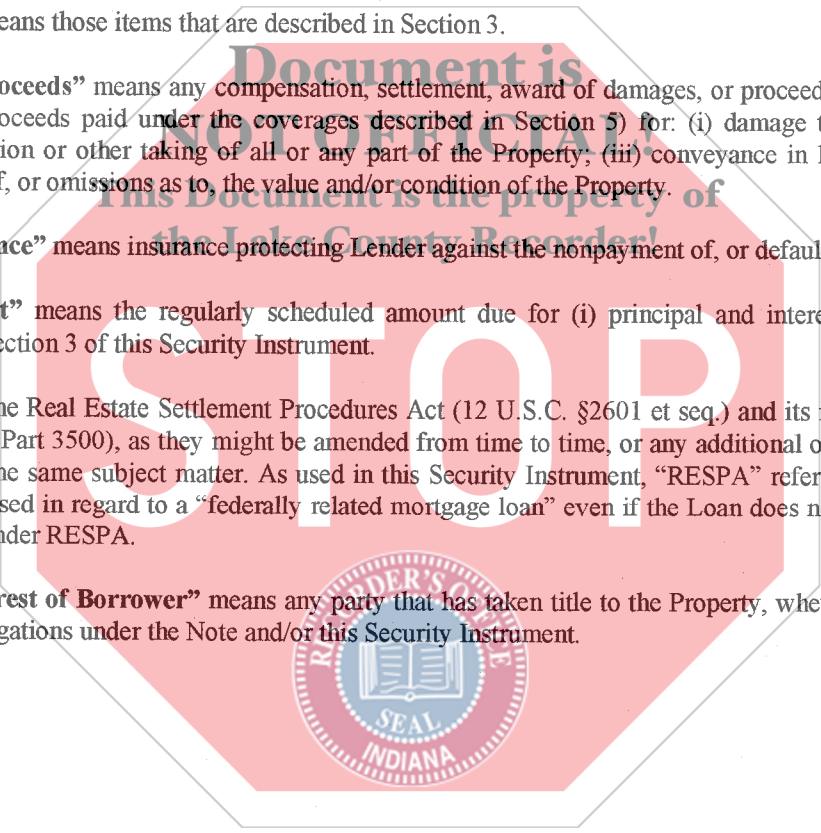 eans those items that are described in Section 3.
Document is
oceeds” means any compensation, settlement, award of damages, or proceed
NOT OFFICIAL!
oceeds paid under the coverages described in Section 5) for: (i) damage t
ion or other taking of all or any part of the Property; (iii) conveyance in
f, or omissions as to, the value and/or condition of the Property.
This Document is the property of
the Lake County Recorder!
nce” means insurance protecting Lender against the nonpayment of, or defaul
t” means the regularly scheduled amount due for (i) principal and intere
ection 3 of this Security Instrument.
STOP
he Real Estate Settlement Procedures Act (12 U.S.C. §2601 et seq.) and its
Part 3500), as they might be amended from time to time, or any additional o
he same subject matter. As used in this Security Instrument, “RESPA” refer
sed in regard to a “federally related mortgage loan” even if the Loan does n
nder RESPA.
rest of Borrower” means any party that has taken title to the Property, whe
gations under the Note and/or this Security Instrument.
RECORDER'S OFFICE
SEAL
INDIANA